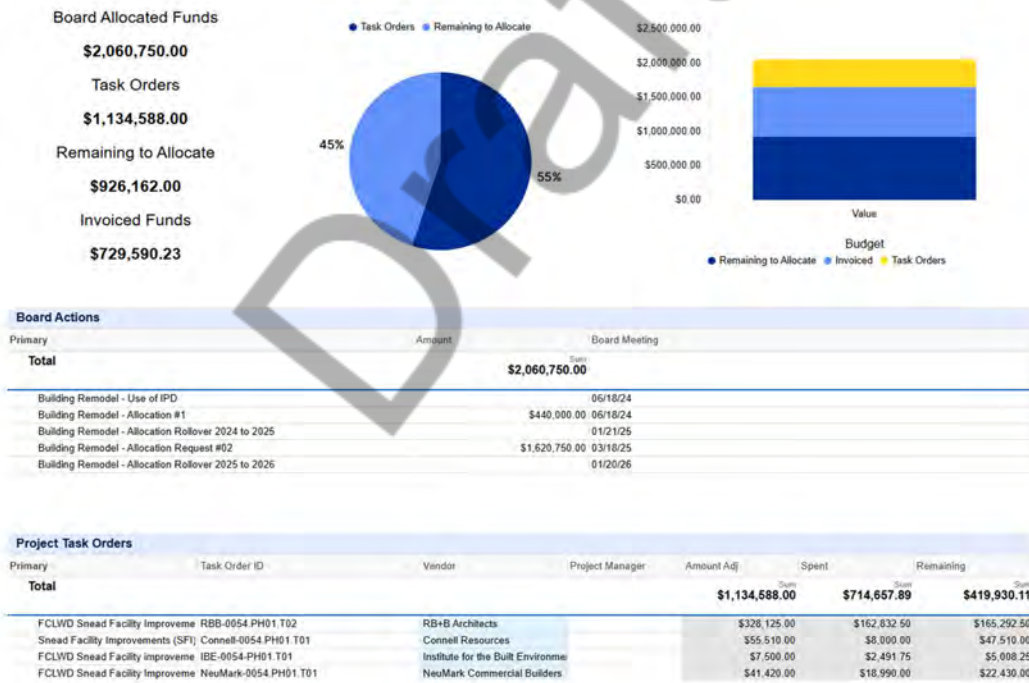 Board Allocated Funds
$2,060,750.00
Task Orders
$1,134,588.00
Remaining to Allocate
$926,162.00
Invoiced Funds
$729,590.23
Task Orders Remaining to Allocate
45%
55%
$2,500,000.00
$2,000,000.00
$1,500,000.00
$1,000,000.00
$500,000.00
$0.00
Value
Budget
Remaining to Allocate Invoiced Task Orders
Draft
Board Actions
Primary Amount Board Meeting
Total Sum $2,060,750.00
Building Remodel - Use of IPD 06/18/24
Building Remodel - Allocation #1 $440,000.00 06/18/24
Building Remodel - Allocation Rollover 2024 to 2025 01/21/25
Building Remodel - Allocation Request #02 $1,620,750.00 03/18/25
Building Remodel - Allocation Rollover 2025 to 2026 01/20/26
Project Task Orders
Primary Task Order ID Vendor Project Manager Amount Adj Spent Remaining
Total Sum $1,134,588.00 Sum $714,657.89 Sum $419,930.11
FCLWD Snead Facility Improveme RBB-0054.PH01.T02 RB+B Architects $328,125.00 $162,832.50 $165,292.50
Snead Facility Improvements (SFI) Connell-0054.PH01.T01 Connell Resources $55,510.00 $8,000.00 $47,510.00
FCLWD Snead Facility improveme IBE-0054-PH01.T01 Institute for the Built Environme $7,500.00 $2,491.75 $5,008.25
FCLWD Snead Facility Improveme NeuMark-0054.PH01.T01 NeuMark Commercial Builders $41,420.00 $18,990.00 $22,430.00